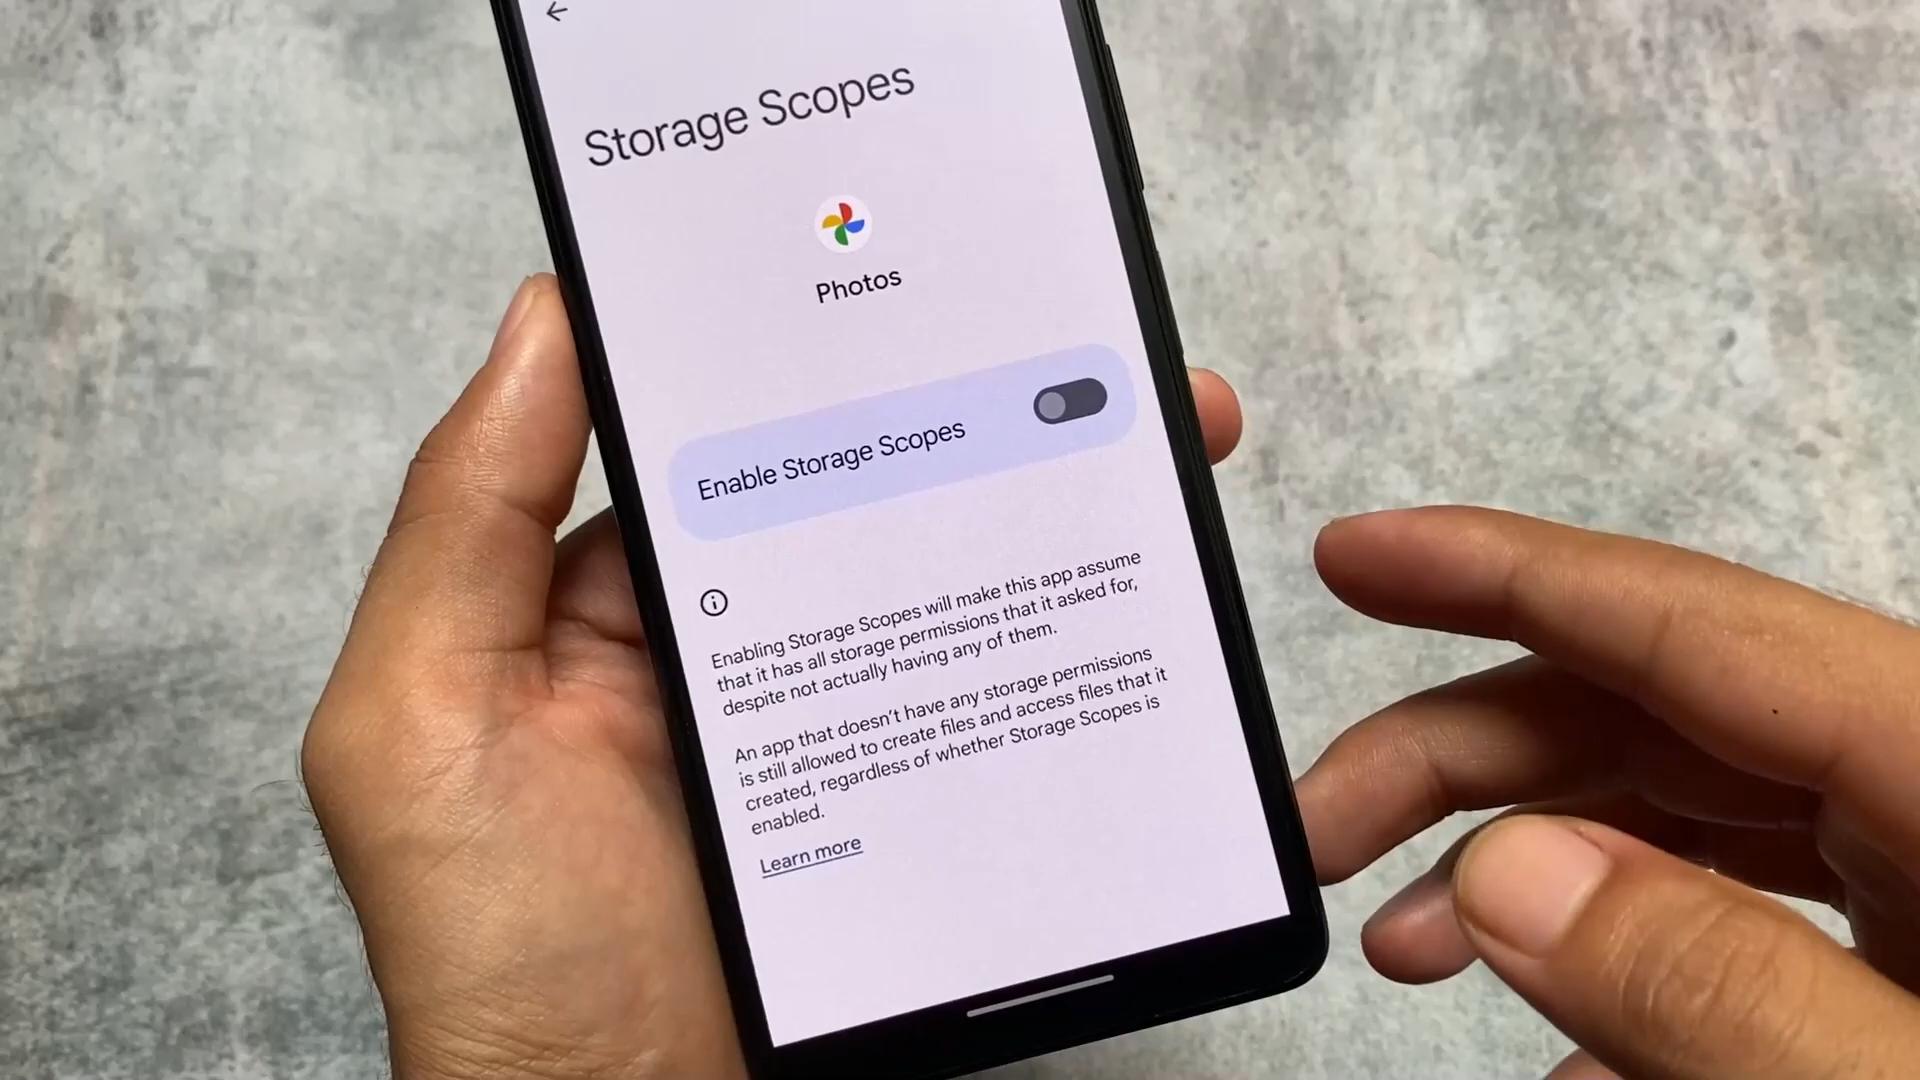 Storage Scopes
Photos
Enable Storage Scopes
Enabling Storage Scopes will make this app assume
that it has all storage permissions that it asked for,
despite not actually having any of them.
An app that doesn't have any storage permissions
is still allowed to create files and access files that it
created, regardless of whether Storage Scopes is
enabled.
Learn more